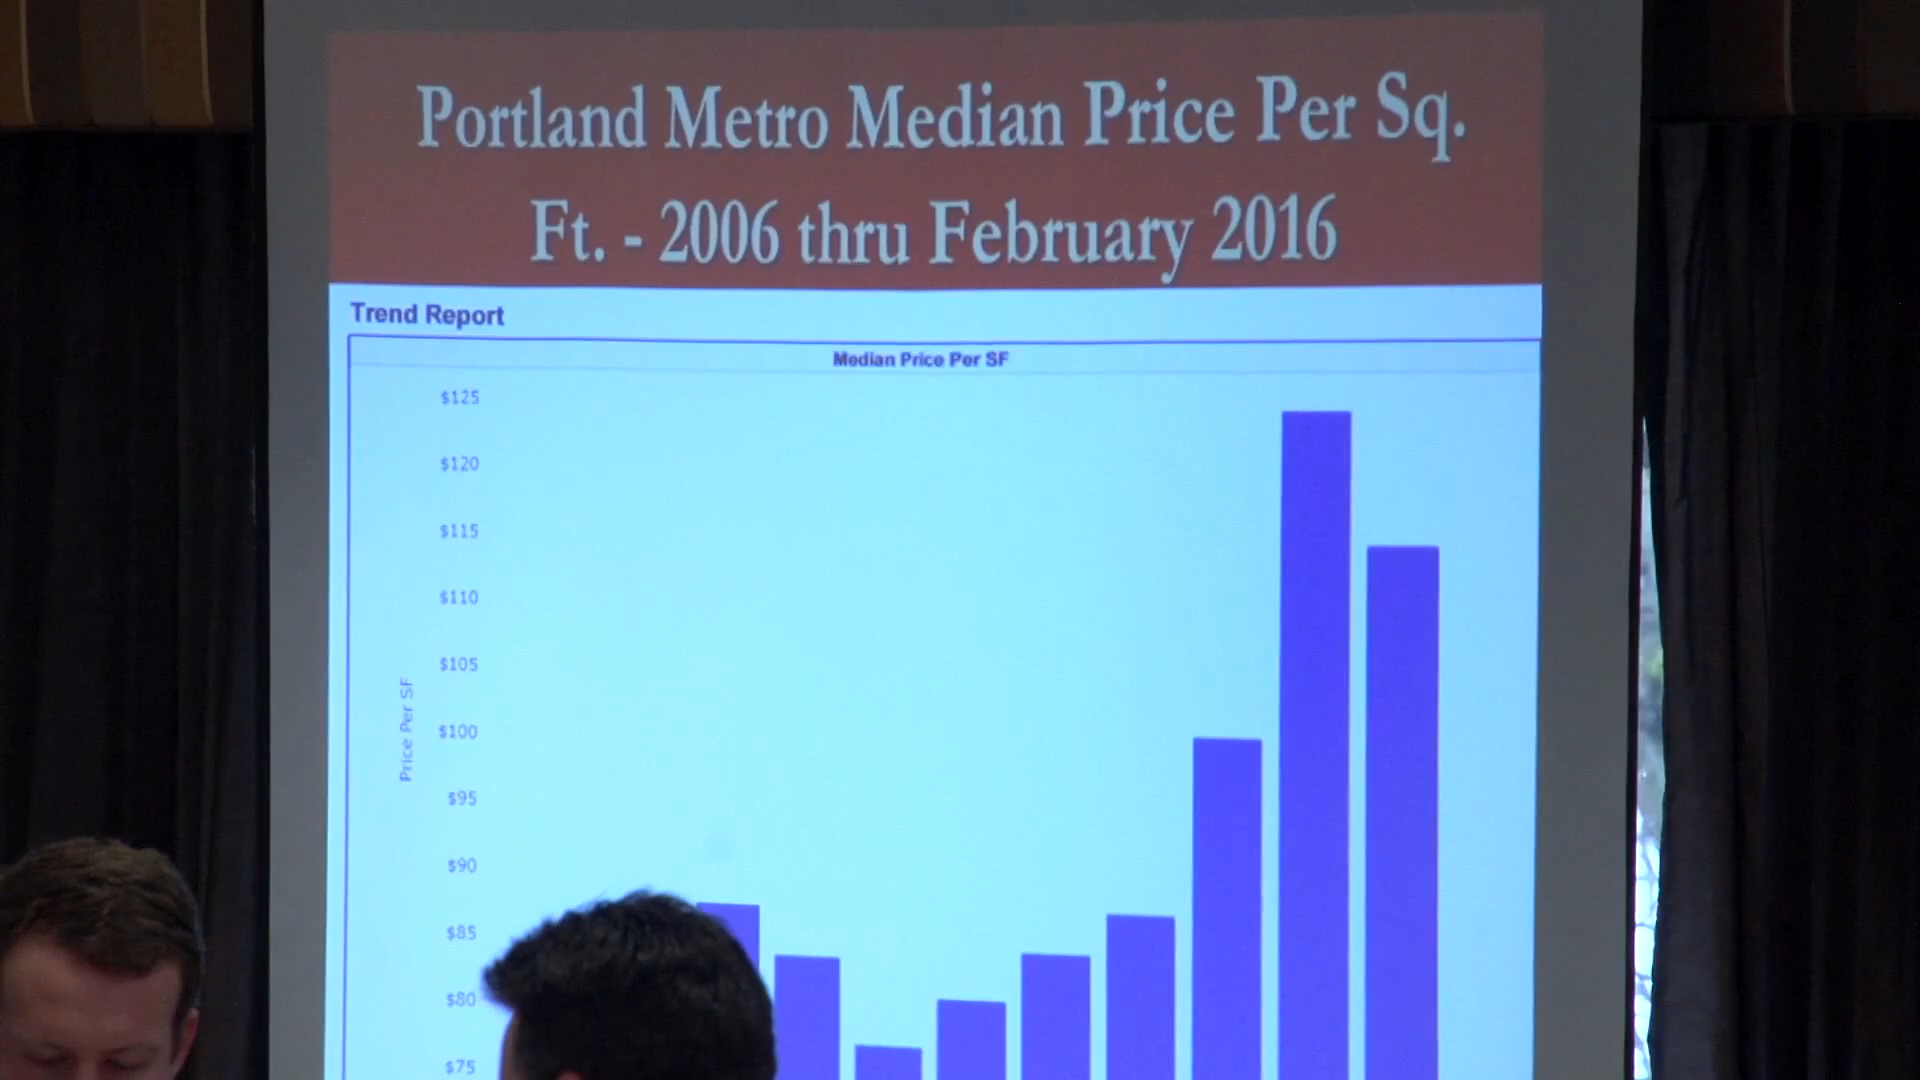 Portland Metro Median Price Per Sq.
Ft. - 2006 thru February 2016
Trend Report
Median Price Per SF
$125
$120
$115
$110
$105
$100
$95
$90
$85
$80
$75
Price Per SF